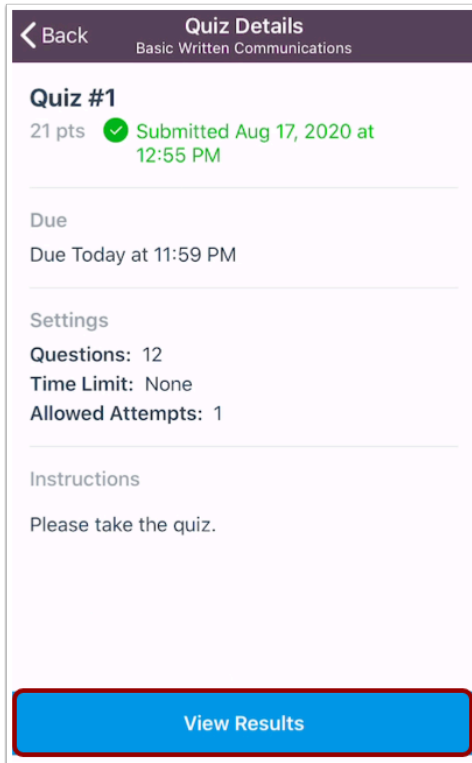 Back
Quiz Details
Basic Written Communications
Quiz #1
21 pts Submitted Aug 17, 2020 at
12:55 PM
Due
Due Today at 11:59 PM
Settings
Questions: 12
Time Limit: None
Allowed Attempts: 1
Instructions
Please take the quiz.
View Results